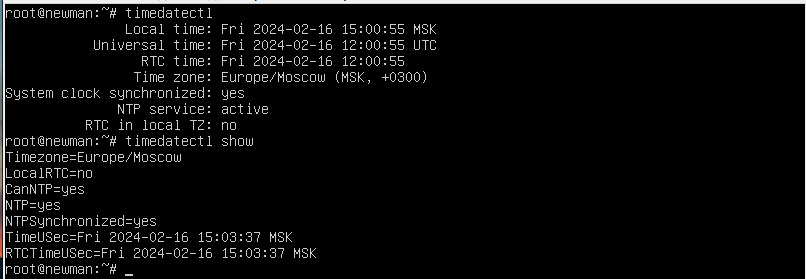 root@newman:~# timedatectl
Local time: Fri 2024-02-16 15:00:55 MSK
Universal time: Fri 2024-02-16 12:00:55 UTC
RTC time: Fri 2024-02-16 12:00:55
Time zone: Europe/Moscow (MSK, +0300)
System clock synchronized: yes
NTP service: active
RTC in local TZ: no
root@newman:~# timedatectl show
Timezone=Europe/Moscow
LocalRTC=no
CanNTP=yes
NTP=yes
NTPSynchronized=yes
TimeUSec=Fri 2024-02-16 15:03:37 MSK
RTCTimeUSec=Fri 2024-02-16 15:03:37 MSK
root@newman:~# _